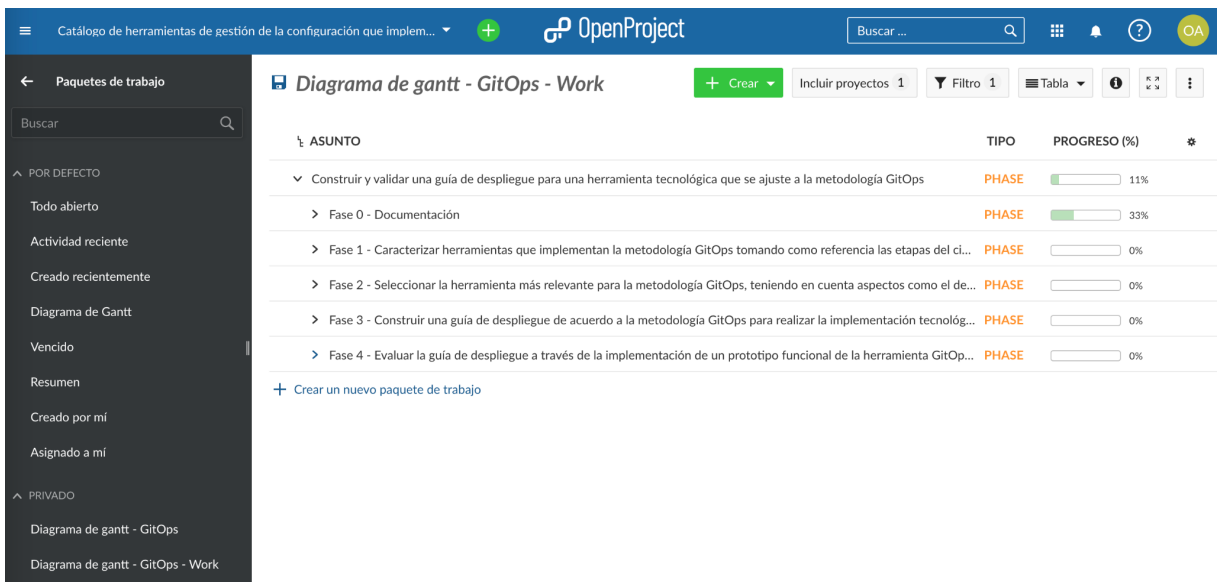 Catálogo de herramientas de gestión de la configuración que implem...
OpenProject
Buscar ...
OA
Paquetes de trabajo
Buscar
POR DEFECTO
Todo abierto
Actividad reciente
Creado recientemente
Diagrama de Gantt
Vencido
Resumen
Creado por mí
Asignado a mí
PRIVADO
Diagrama de gantt - GitOps
Diagrama de gantt - GitOps - Work
Diagrama de gantt - GitOps - Work
+ Crear Incluir proyectos 1 Filtro 1 Tabla
ASUNTO TIPO PROGRESO (%)
Construir y validar una guía de despliegue para una herramienta tecnológica que se ajuste a la metodología GitOps PHASE 11%
Fase 0 - Documentación PHASE 33%
Fase 1 - Caracterizar herramientas que implementan la metodología GitOps tomando como referencia las etapas del ci... PHASE 0%
Fase 2 - Seleccionar la herramienta más relevante para la metodología GitOps, teniendo en cuenta aspectos como el de... PHASE 0%
Fase 3 - Construir una guía de despliegue de acuerdo a la metodología GitOps para realizar la implementación tecnológ... PHASE 0%
Fase 4 - Evaluar la guía de despliegue a través de la implementación de un prototipo funcional de la herramienta GitOp... PHASE 0%
+ Crear un nuevo paquete de trabajo